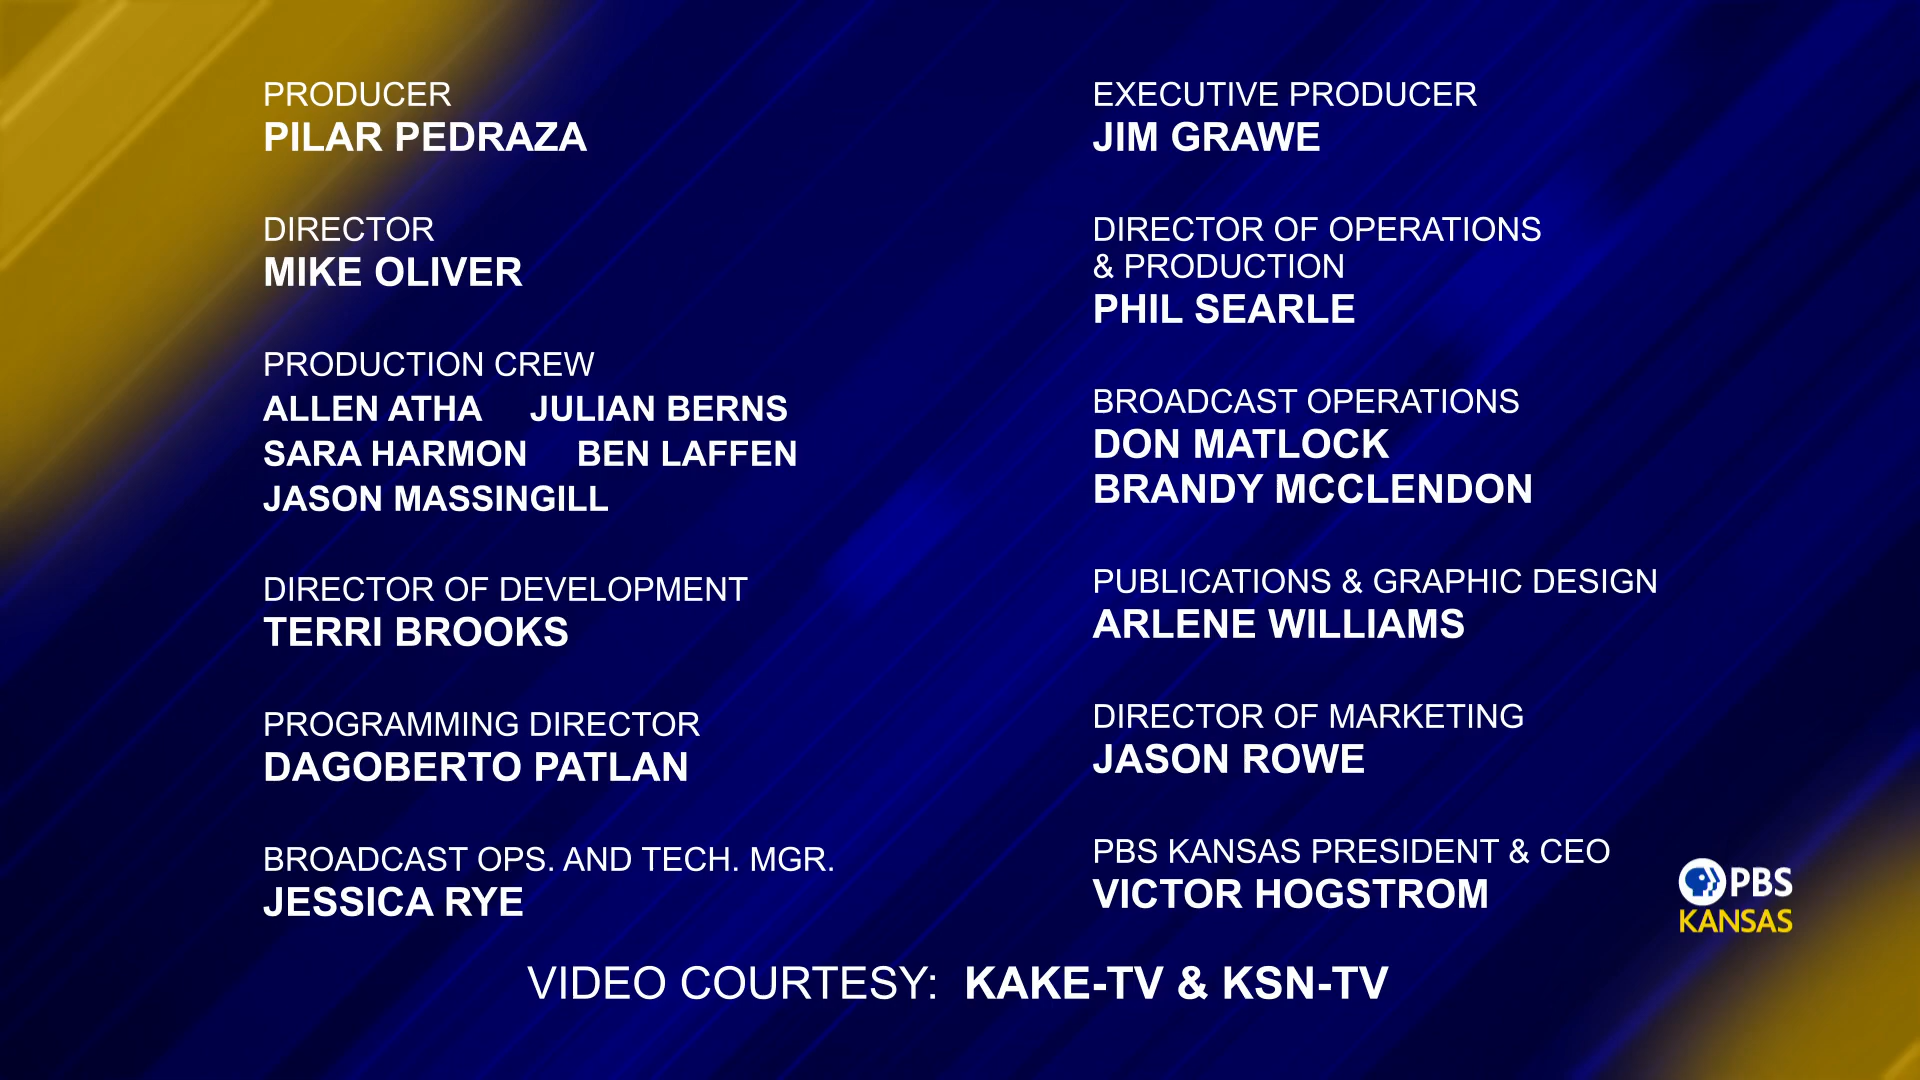 PRODUCER
PILAR PEDRAZA
DIRECTOR
MIKE OLIVER
PRODUCTION CREW
ALLEN ATHA JULIAN BERNS
SARA HARMON BEN LAFFEN
JASON MASSINGILL
DIRECTOR OF DEVELOPMENT
TERRI BROOKS
PROGRAMMING DIRECTOR
DAGOBERTO PATLAN
BROADCAST OPS. AND TECH. MGR.
JESSICA RYE
EXECUTIVE PRODUCER
JIM GRAWE
DIRECTOR OF OPERATIONS
& PRODUCTION
PHIL SEARLE
BROADCAST OPERATIONS
DON MATLOCK
BRANDY MCCLENDON
PUBLICATIONS & GRAPHIC DESIGN
ARLENE WILLIAMS
DIRECTOR OF MARKETING
JASON ROWE
PBS KANSAS PRESIDENT & CEO
VICTOR HOGSTROM
PBS
KANSAS
VIDEO COURTESY: KAKE-TV & KSN-TV